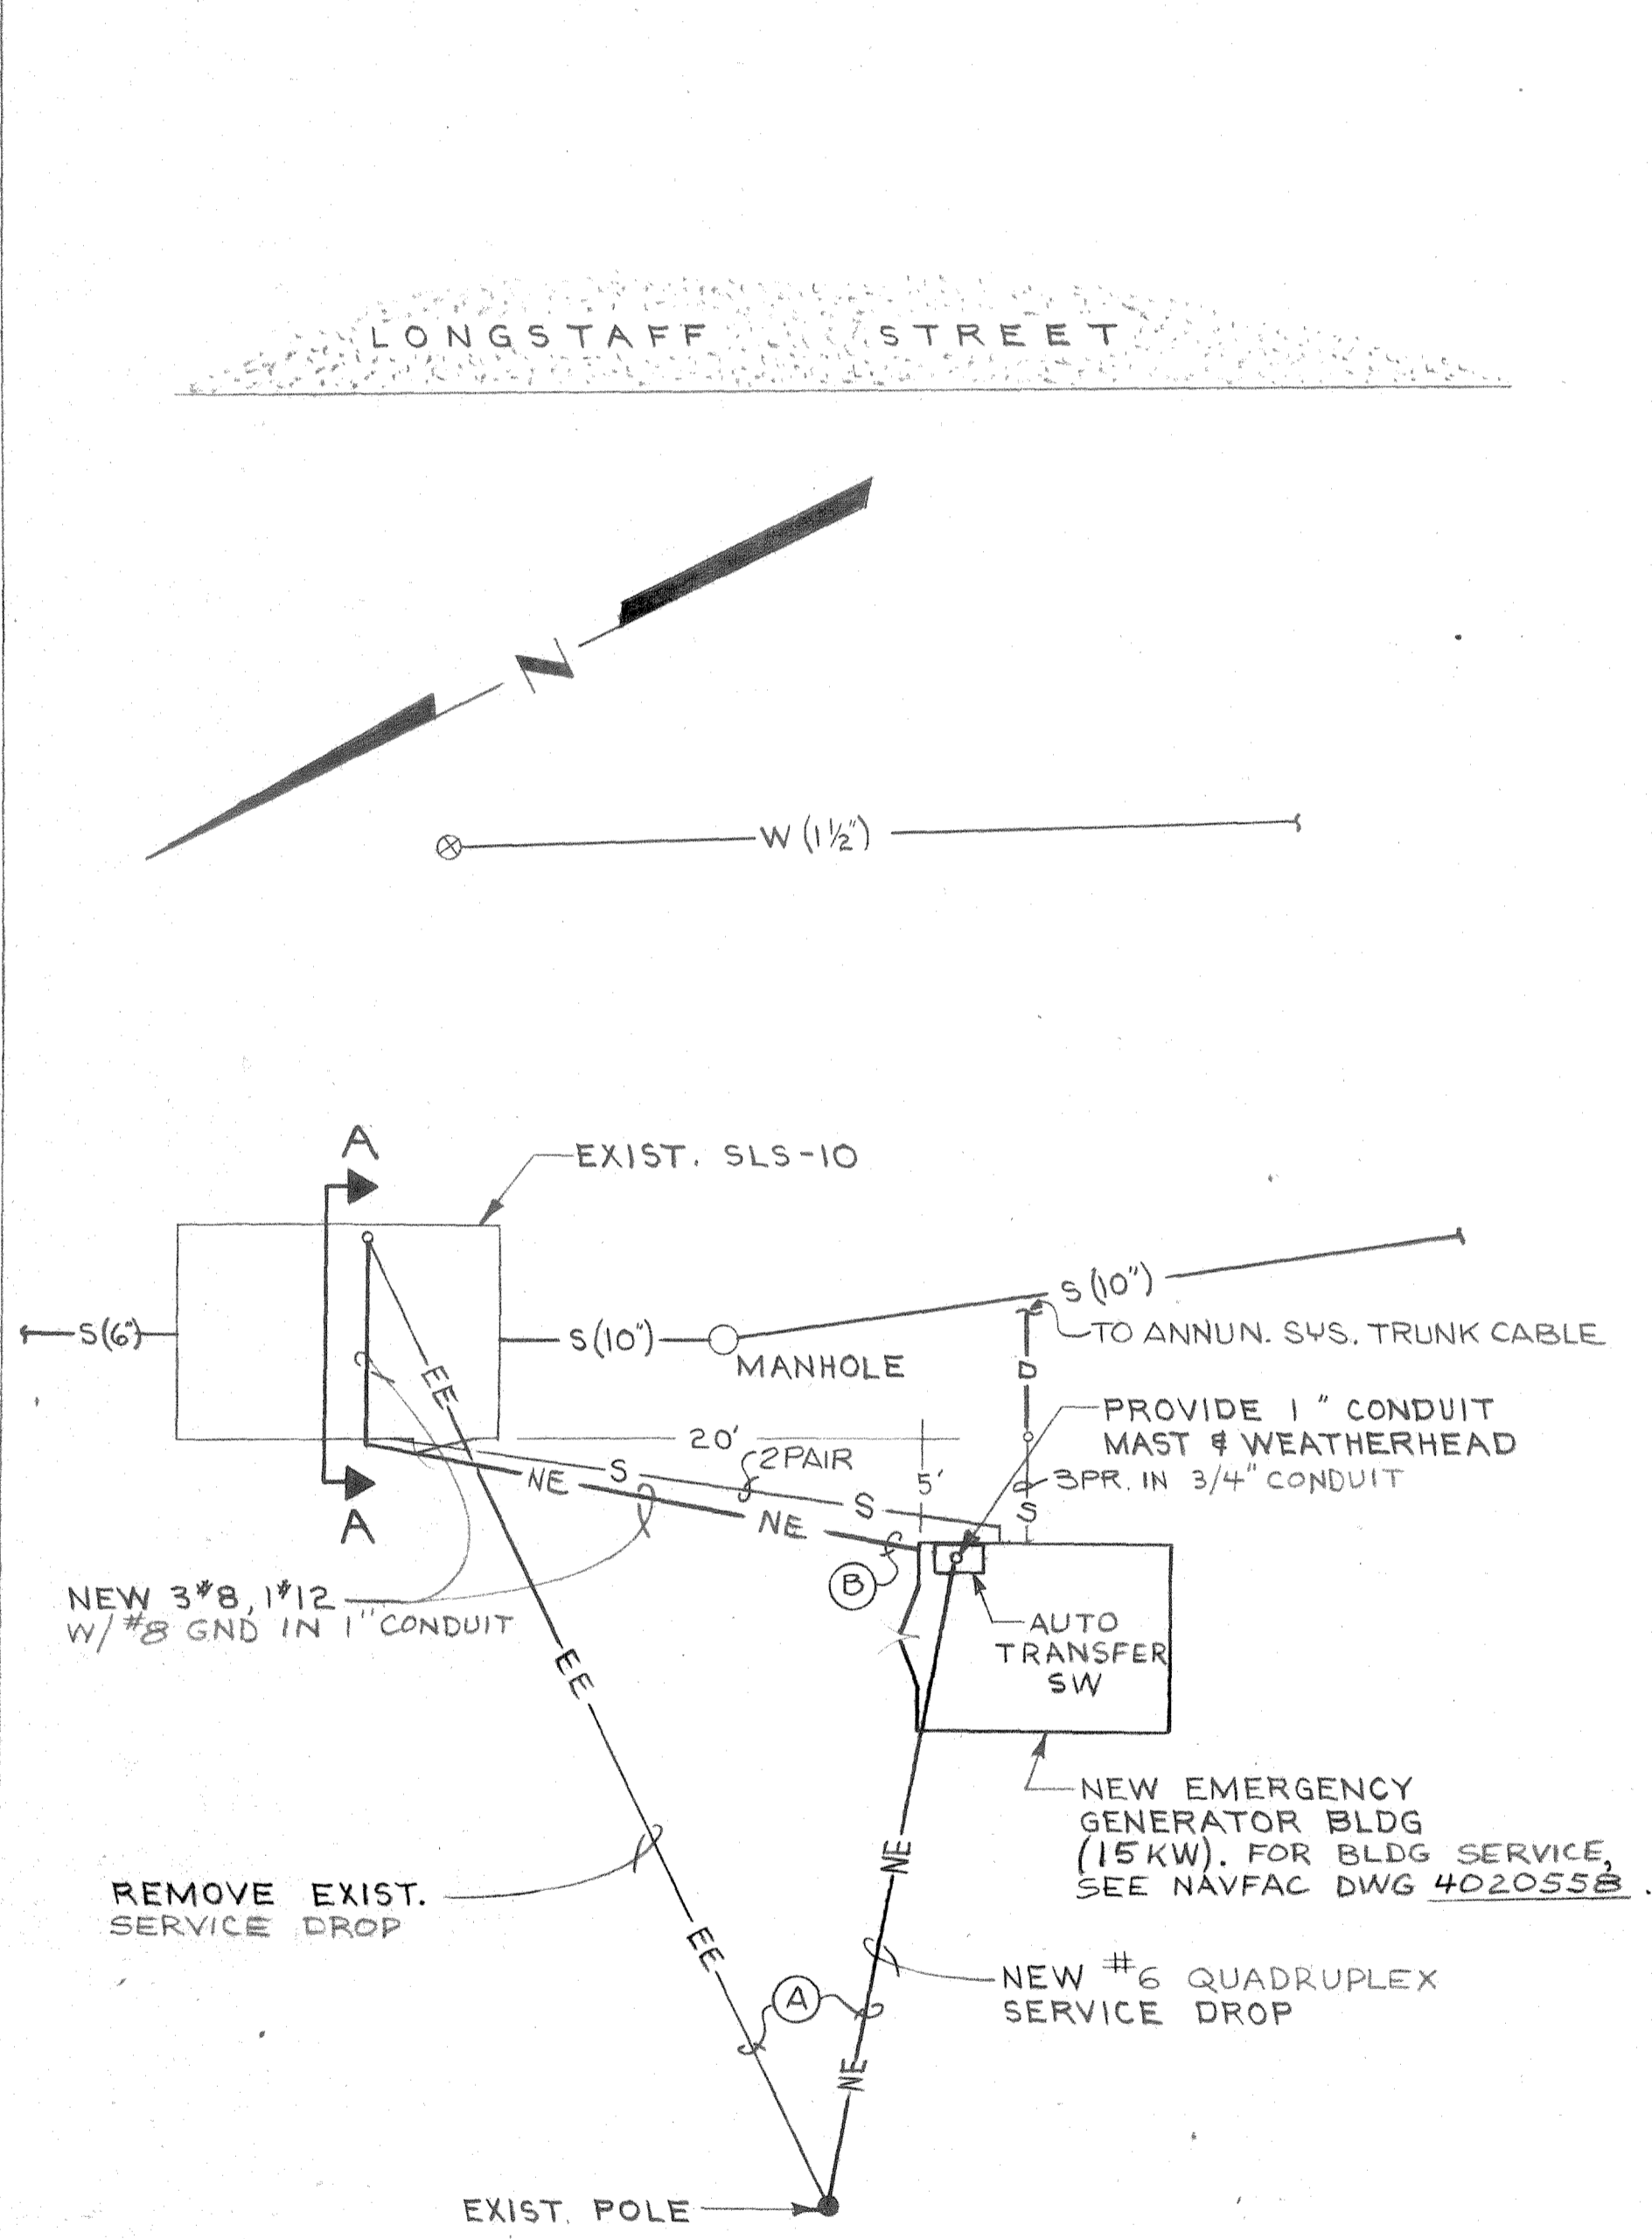 LONGSTAFF STREET
N
W (1½")
A
EXIST. SLS-10
S(6")
S(10")
MANHOLE
S (10")
TO ANNUN. SYS. TRUNK CABLE
D
EE
PROVIDE 1" CONDUIT
MAST & WEATHERHEAD
20'
2 PAIR
5'
3PR. IN 3/4" CONDUIT
S
NE
S
NE
S
A
B
NEW 3#8, 1#12
W/ #8 GND IN 1" CONDUIT
AUTO
TRANSFER
SW
EE
NEW EMERGENCY
GENERATOR BLDG
(15KW). FOR BLDG SERVICE,
SEE NAVFAC DWG 4020558.
NE
REMOVE EXIST.
SERVICE DROP
EE
NEW #6 QUADRUPLEX
SERVICE DROP
A
NE
EXIST. POLE